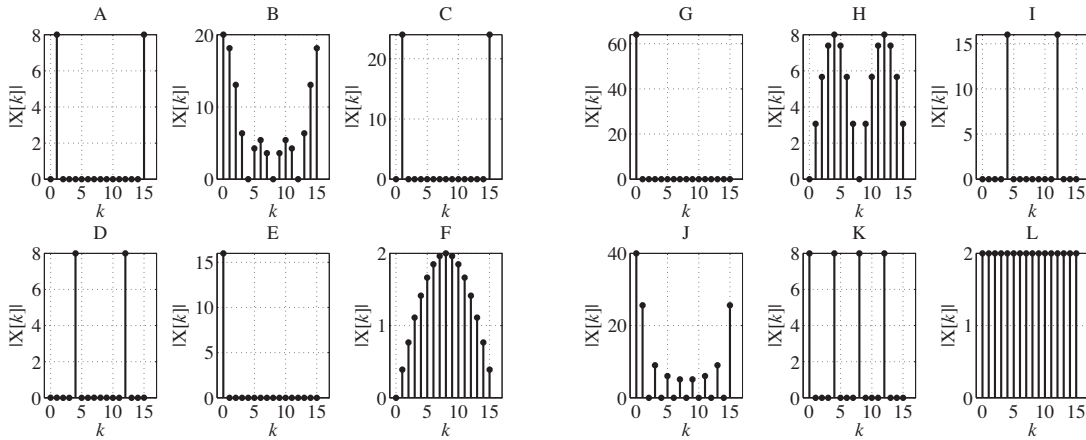 A B C G H I
8 20 24 60 8 15
6 20 6
|X[k]| 4 |X[k]| 10 |X[k]| |X[k]| 40 |X[k]| 4 |X[k]| 10
2 10 20 2 5
0 0 0 0 0 0
0 5 10 15 0 5 10 15 0 5 10 15 0 5 10 15 0 5 10 15 0 5 10 15
k k k k k k
D E F J K L
8 15 2 40 8 2
6 6
|X[k]| 4 |X[k]| 10 |X[k]| 1 |X[k]| 20 |X[k]| 4 |X[k]| 1
2 5 2
0 0 0 0 0 0
0 5 10 15 0 5 10 15 0 5 10 15 0 5 10 15 0 5 10 15 0 5 10 15
k k k k k k